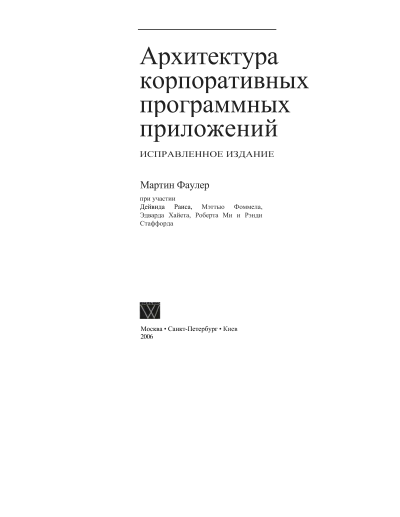 Архитектура
корпоративных
программных
приложений
ИСПРАВЛЕННОЕ ИЗДАНИЕ
Мартин Фаулер
при участии
Дейвида Раиса, Мэттью Фоммела,
Эдварда Хайета, Роберта Ми и Рэнди
Стаффорда
Москва • Санкт-Петербург • Киев
2006